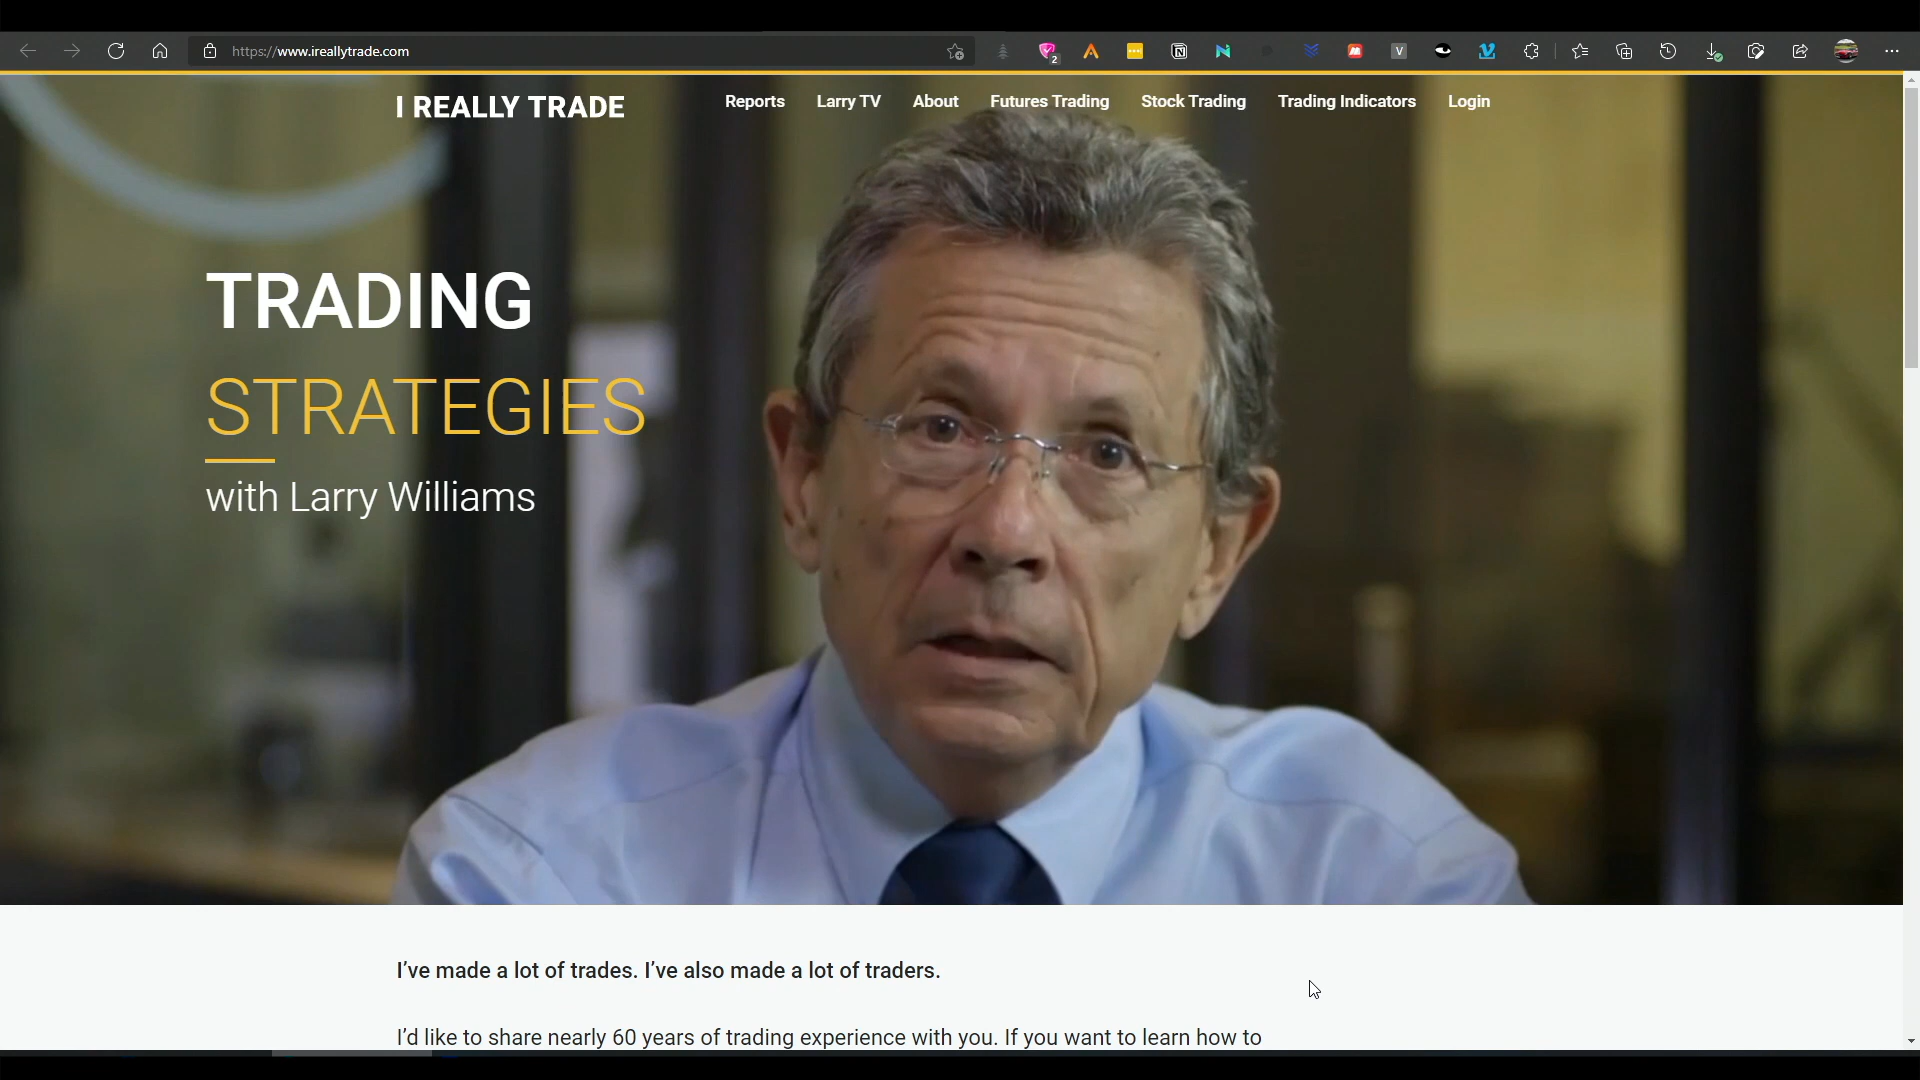 https://www.ireallytrade.com
2
V
I REALLY TRADE
Reports
Larry TV
About
Futures Trading
Stock Trading
Trading Indicators
Login
TRADING
STRATEGIES
with Larry Williams
I’ve made a lot of trades. I’ve also made a lot of traders.
I’d like to share nearly 60 years of trading experience with you. If you want to learn how to